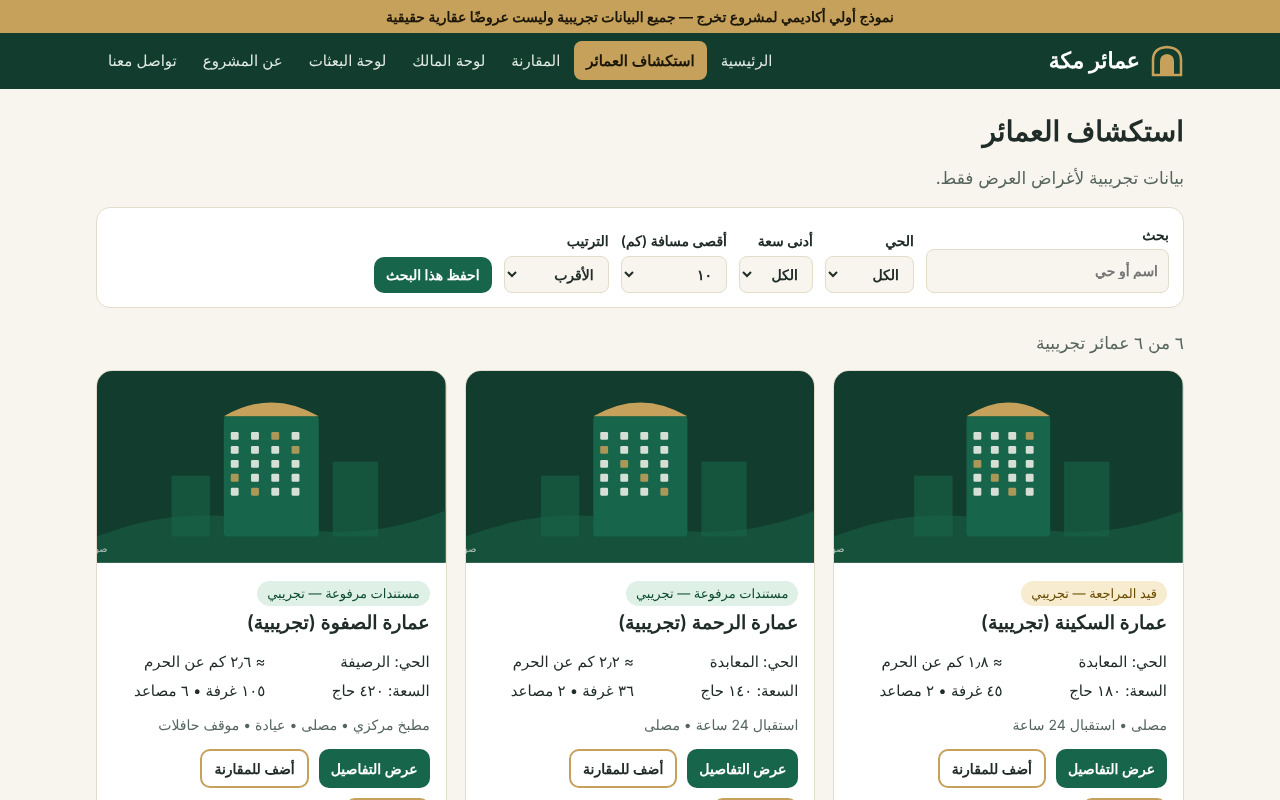 نموذج أولي أكاديمي لمشروع تخرج — جميع البيانات تجريبية وليست عروضًا عقارية حقيقية
عمائر مكة
الرئيسية استكشاف العمائر المقارنة لوحة المالك لوحة البعثات عن المشروع تواصل معنا
استكشاف العمائر
بيانات تجريبية لأغراض العرض فقط.
بحث الحي أدنى سعة أقصى مسافة (كم) الترتيب
اسم أو حي الكل الكل ١٠ الأقرب احفظ هذا البحث
٦ من ٦ عمائر تجريبية
قيد المراجعة — تجريبي
عمارة السكينة (تجريبية)
الحي: المعابدة ≈ ١٫٨ كم عن الحرم
السعة: ١٨٠ حاج ٤٥ غرفة • ٢ مصاعد
مصلى • استقبال 24 ساعة
عرض التفاصيل أضف للمقارنة
مستندات مرفوعة — تجريبي
عمارة الرحمة (تجريبية)
الحي: المعابدة ≈ ٢٫٢ كم عن الحرم
السعة: ١٤٠ حاج ٣٦ غرفة • ٢ مصاعد
استقبال 24 ساعة • مصلى
عرض التفاصيل أضف للمقارنة
مستندات مرفوعة — تجريبي
عمارة الصفوة (تجريبية)
الحي: الرصيفة ≈ ٢٫٦ كم عن الحرم
السعة: ٤٢٠ حاج ١٠٥ غرفة • ٦ مصاعد
مطبخ مركزي • مصلى • عيادة • موقف حافلات
عرض التفاصيل أضف للمقارنة